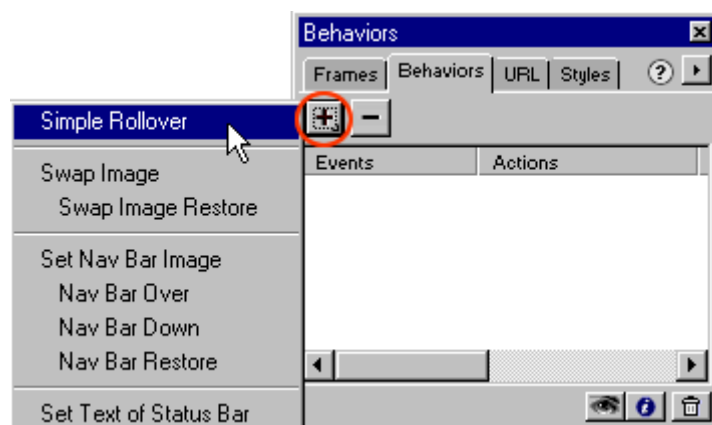 Behaviors
Frames Behaviors URL Styles ?
Simple Rollover
Events Actions
Swap Image
Swap Image Restore
Set Nav Bar Image
Nav Bar Over
Nav Bar Down
Nav Bar Restore
Set Text of Status Bar